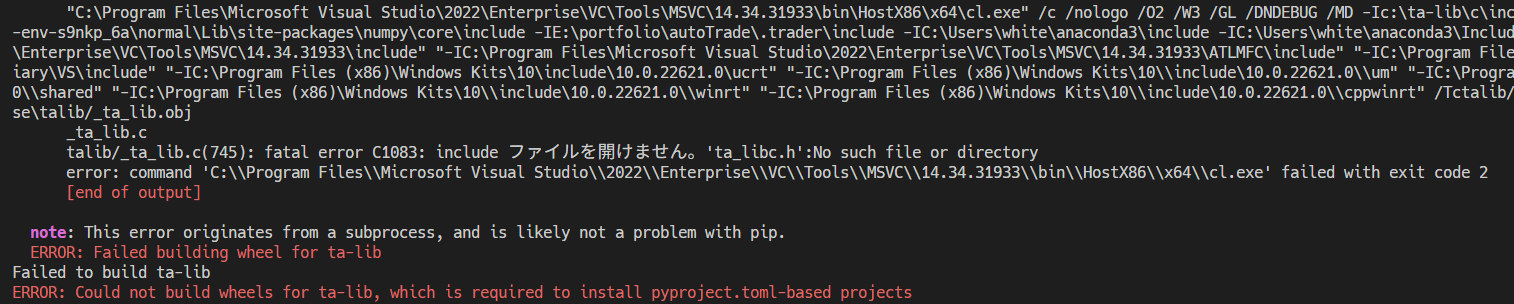 "C:\Program Files\Microsoft Visual Studio\2022\Enterprise\VC\Tools\MSVC\14.34.31933\bin\HostX86\x64\cl.exe" /c /nologo /O2 /W3 /GL /DNDEBUG /MD -Ic:\ta-lib\c\inc
-env-s9nkp_6a\normal\Lib\site-packages\numpy\core\include -IE:\portfolio\autoTrade\.trader\include -IC:\Users\white\anaconda3\include -IC:\Users\white\anaconda3\Includ
\Enterprise\VC\Tools\MSVC\14.34.31933\include" "-IC:\Program Files\Microsoft Visual Studio\2022\Enterprise\VC\Tools\MSVC\14.34.31933\ATLMFC\include" "-IC:\Program File
iary\VS\include" "-IC:\Program Files (x86)\Windows Kits\10\include\10.0.22621.0\ucrt" "-IC:\Program Files (x86)\Windows Kits\10\\include\10.0.22621.0\\um" "-IC:\Progra
0\\shared" "-IC:\Program Files (x86)\Windows Kits\10\\include\10.0.22621.0\\winrt" "-IC:\Program Files (x86)\Windows Kits\10\\include\10.0.22621.0\\cppwinrt" /Tctalib/
se\talib/_ta_lib.obj
_ta_lib.c
talib/_ta_lib.c(745): fatal error C1083: include ファイルを開けません。'ta_libc.h':No such file or directory
error: command 'C:\\Program Files\\Microsoft Visual Studio\\2022\\Enterprise\\VC\\Tools\\MSVC\\14.34.31933\\bin\\HostX86\\x64\\cl.exe' failed with exit code 2
[end of output]
note: This error originates from a subprocess, and is likely not a problem with pip.
ERROR: Failed building wheel for ta-lib
Failed to build ta-lib
ERROR: Could not build wheels for ta-lib, which is required to install pyproject.toml-based projects